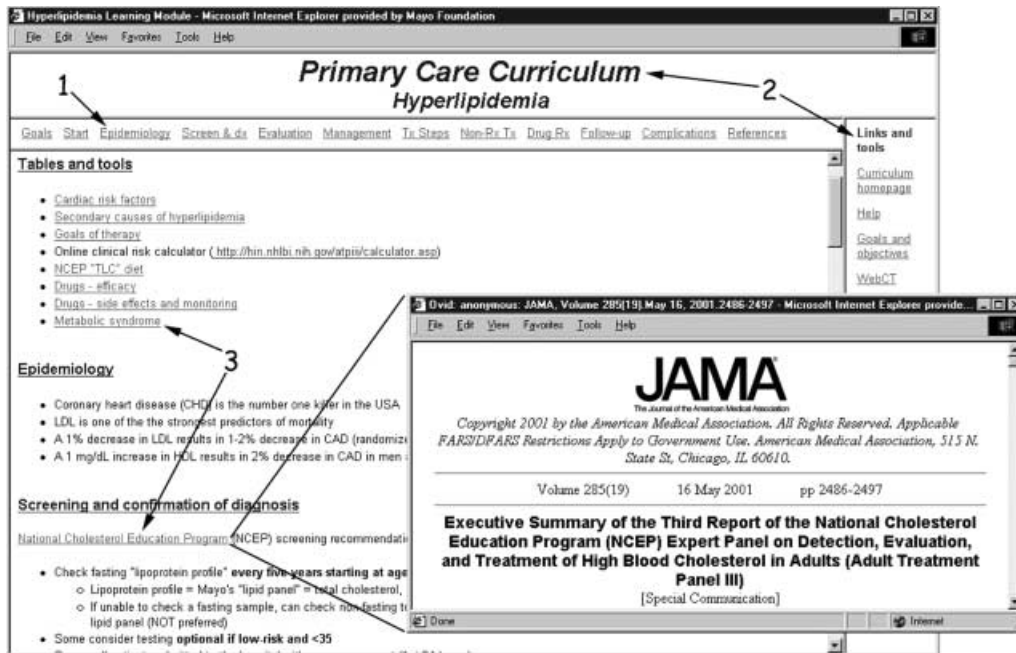 Hyperlipidemia Learning Module - Microsoft Internet Explorer provided by Mayo Foundation
File Edit View Favorites Tools Help
1
Primary Care Curriculum
Hyperlipidemia
2
Goals Start Epidemiology Screen & dx Evaluation Management Tx Steps Non-Rx Tx Drug Rx Follow-up Complications References
Links and
tools
Curriculum
homepage
Help
Goals and
objectives
WebCT
Tables and tools
• Cardiac risk factors
• Secondary causes of hyperlipidemia
• Goals of therapy
• Online clinical risk calculator ( http://hin.nhlbi.nih.gov/atpiii/calculator.asp)
• NCEP "TLC" diet
• Drugs - efficacy
• Drugs - side effects and monitoring
• Metabolic syndrome
3
Epidemiology
• Coronary heart disease (CHD) is the number one killer in the USA
• LDL is one of the the strongest predictors of mortality
• A 1% decrease in LDL results in 1-2% decrease in CAD (randomize
• A 1 mg/dL increase in HDL results in 2% decrease in CAD in men
Screening and confirmation of diagnosis
National Cholesterol Education Program (NCEP) screening recommendati
• Check fasting "lipoprotein profile" every five years starting at age
o Lipoprotein profile = Mayo's "lipid panel" = total cholesterol,
o If unable to check a fasting sample, can check non-fasting to
lipid panel (NOT preferred)
• Some consider testing optional if low-risk and <35
Ovid: anonymous: JAMA, Volume 285(19).May 16, 2001.2486-2497 - Microsoft Internet Explorer provide...
File Edit View Favorites Tools Help
JAMA
The Journal of the American Medical Association
Copyright 2001 by the American Medical Association. All Rights Reserved. Applicable
FARS/DFARS Restrictions Apply to Government Use. American Medical Association, 515 N.
State St, Chicago, IL 60610.
Volume 285(19) 16 May 2001 pp 2486-2497
Executive Summary of the Third Report of the National Cholesterol
Education Program (NCEP) Expert Panel on Detection, Evaluation,
and Treatment of High Blood Cholesterol in Adults (Adult Treatment
Panel III)
[Special Communication]
Done Internet